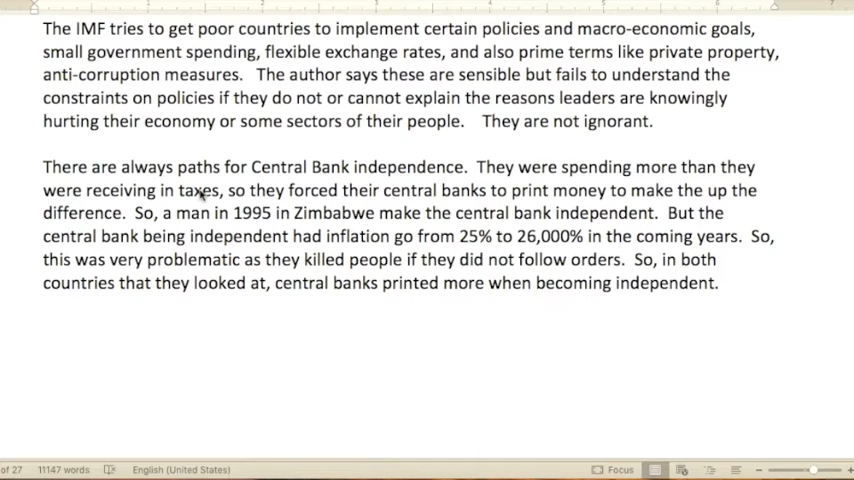 The IMF tries to get poor countries to implement certain policies and macro-economic goals,
small government spending, flexible exchange rates, and also prime terms like private property,
anti-corruption measures.   The author says these are sensible but fails to understand the
constraints on policies if they do not or cannot explain the reasons leaders are knowingly
hurting their economy or some sectors of their people.    They are not ignorant.
There are always paths for Central Bank independence.  They were spending more than they
were receiving in taxes, so they forced their central banks to print money to make the up the
difference.  So, a man in 1995 in Zimbabwe make the central bank independent.  But the
central bank being independent had inflation go from 25% to 26,000% in the coming years.  So,
this was very problematic as they killed people if they did not follow orders.  So, in both
countries that they looked at, central banks printed more when becoming independent.
of 27 11147 words English (United States) Focus